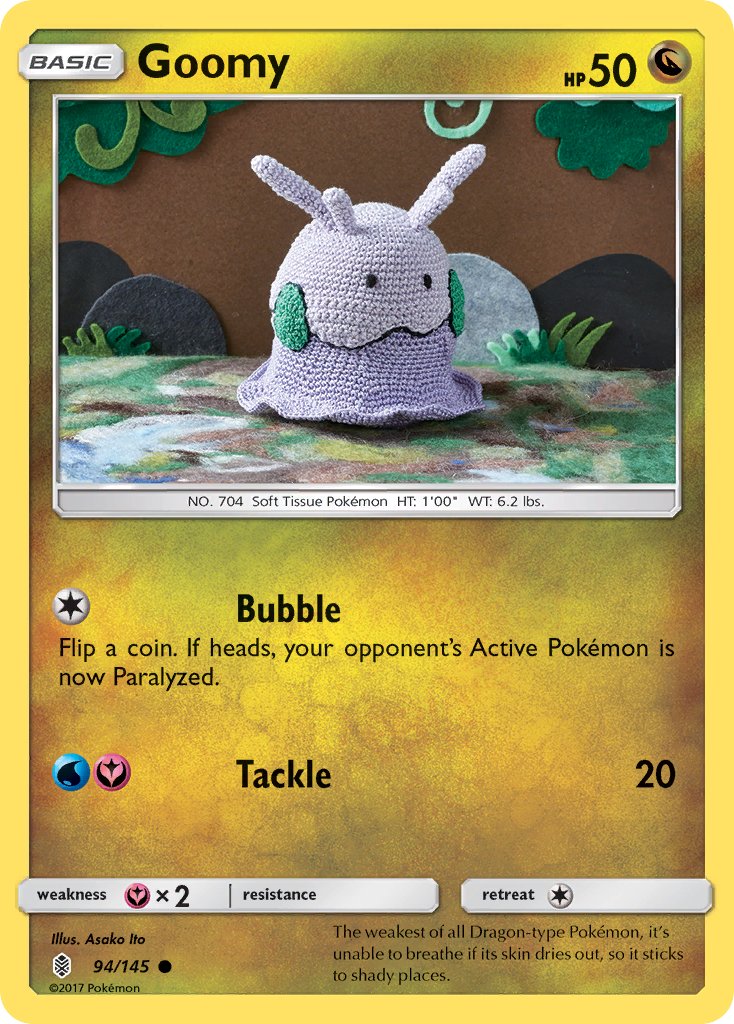 BASIC Goomy HP 50
NO. 704 Soft Tissue Pokémon HT: 1'00" WT: 6.2 lbs.
Bubble
Flip a coin. If heads, your opponent's Active Pokémon is
now Paralyzed.
Tackle 20
weakness × 2 resistance retreat
Illus. Asako Ito
94/145
©2017 Pokémon
The weakest of all Dragon-type Pokémon, it's
unable to breathe if its skin dries out, so it sticks
to shady places.